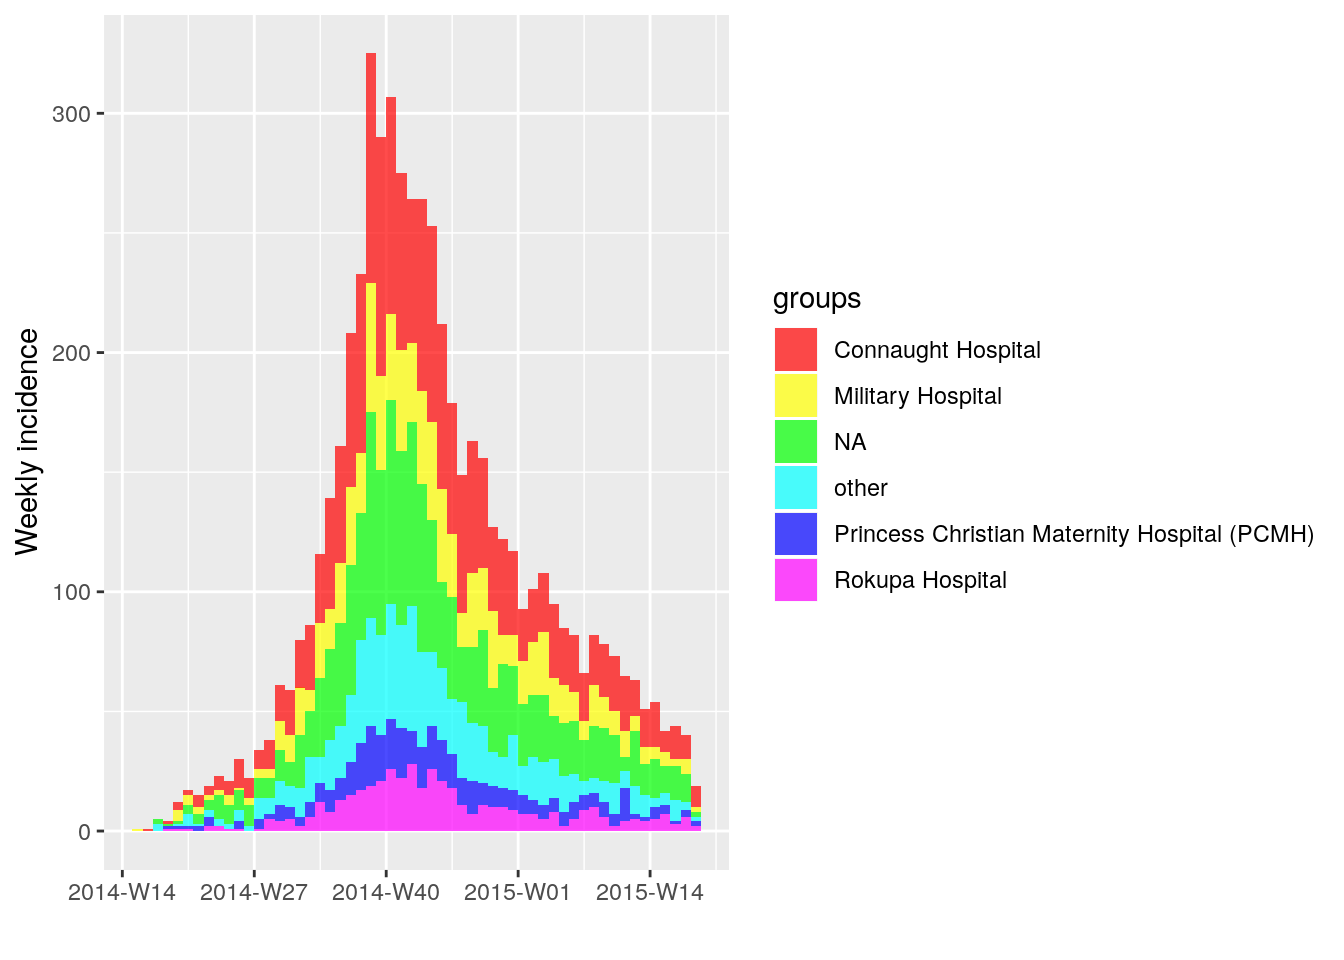 Weekly incidence
300
200
100
0
2014-W14
2014-W27
2014-W40
2015-W01
2015-W14
groups
Connaught Hospital
Military Hospital
NA
other
Princess Christian Maternity Hospital (PCMH)
Rokupa Hospital